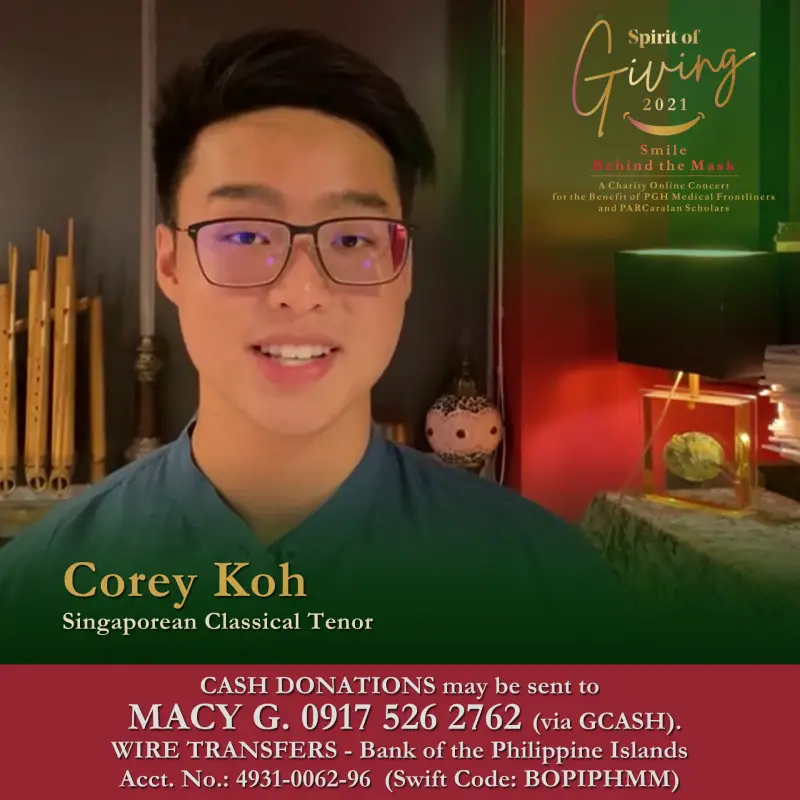 Spirit of
Giving
2021
Smile
Behind the Mask
A Charity Online Concert
for the Benefit of PGH Medical Frontliners
and PARCaralan Scholars
Corey Koh
Singaporean Classical Tenor
CASH DONATIONS may be sent to
MACY G. 0917 526 2762 (via GCASH).
WIRE TRANSFERS - Bank of the Philippine Islands
Acct. No.: 4931-0062-96 (Swift Code: BOPIPHMM)